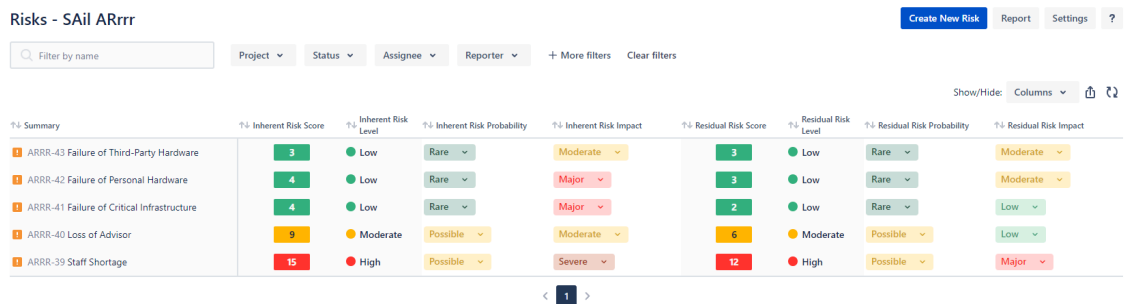 Risks - SAil ARrrr
Create New Risk Report Settings ?
Filter by name Project Status Assignee Reporter + More filters Clear filters
Show/Hide: Columns
Summary Inherent Risk Score Inherent Risk Level Inherent Risk Probability Inherent Risk Impact Residual Risk Score Residual Risk Level Residual Risk Probability Residual Risk Impact
ARRR-43 Failure of Third-Party Hardware 3 Low Rare Moderate 3 Low Rare Moderate
ARRR-42 Failure of Personal Hardware 4 Low Rare Major 3 Low Rare Moderate
ARRR-41 Failure of Critical Infrastructure 4 Low Rare Major 2 Low Rare Low
ARRR-40 Loss of Advisor 9 Moderate Possible Moderate 6 Moderate Possible Low
ARRR-39 Staff Shortage 15 High Possible Severe 12 High Possible Major
1